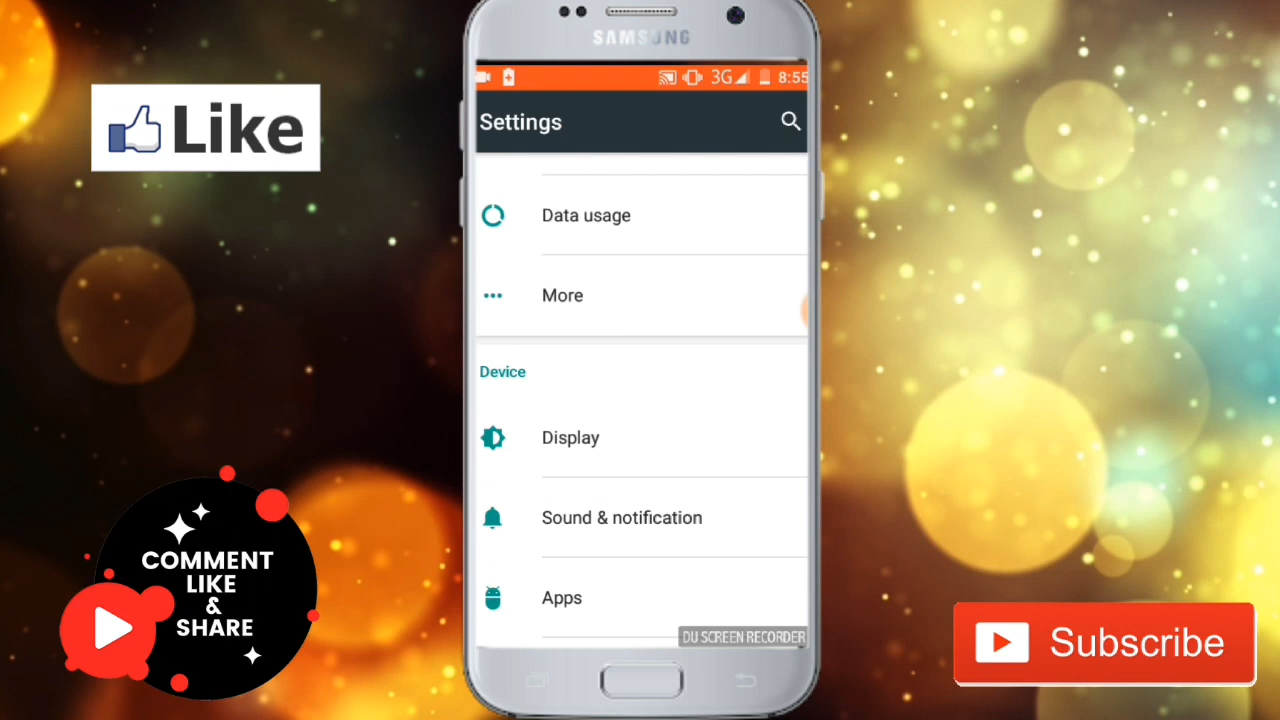 SAMSUNG
3G 8:55
Settings
Like
Data usage
More
Device
Display
Sound & notification
Apps
DU SCREEN RECORDER
COMMENT
LIKE
&
SHARE
Subscribe